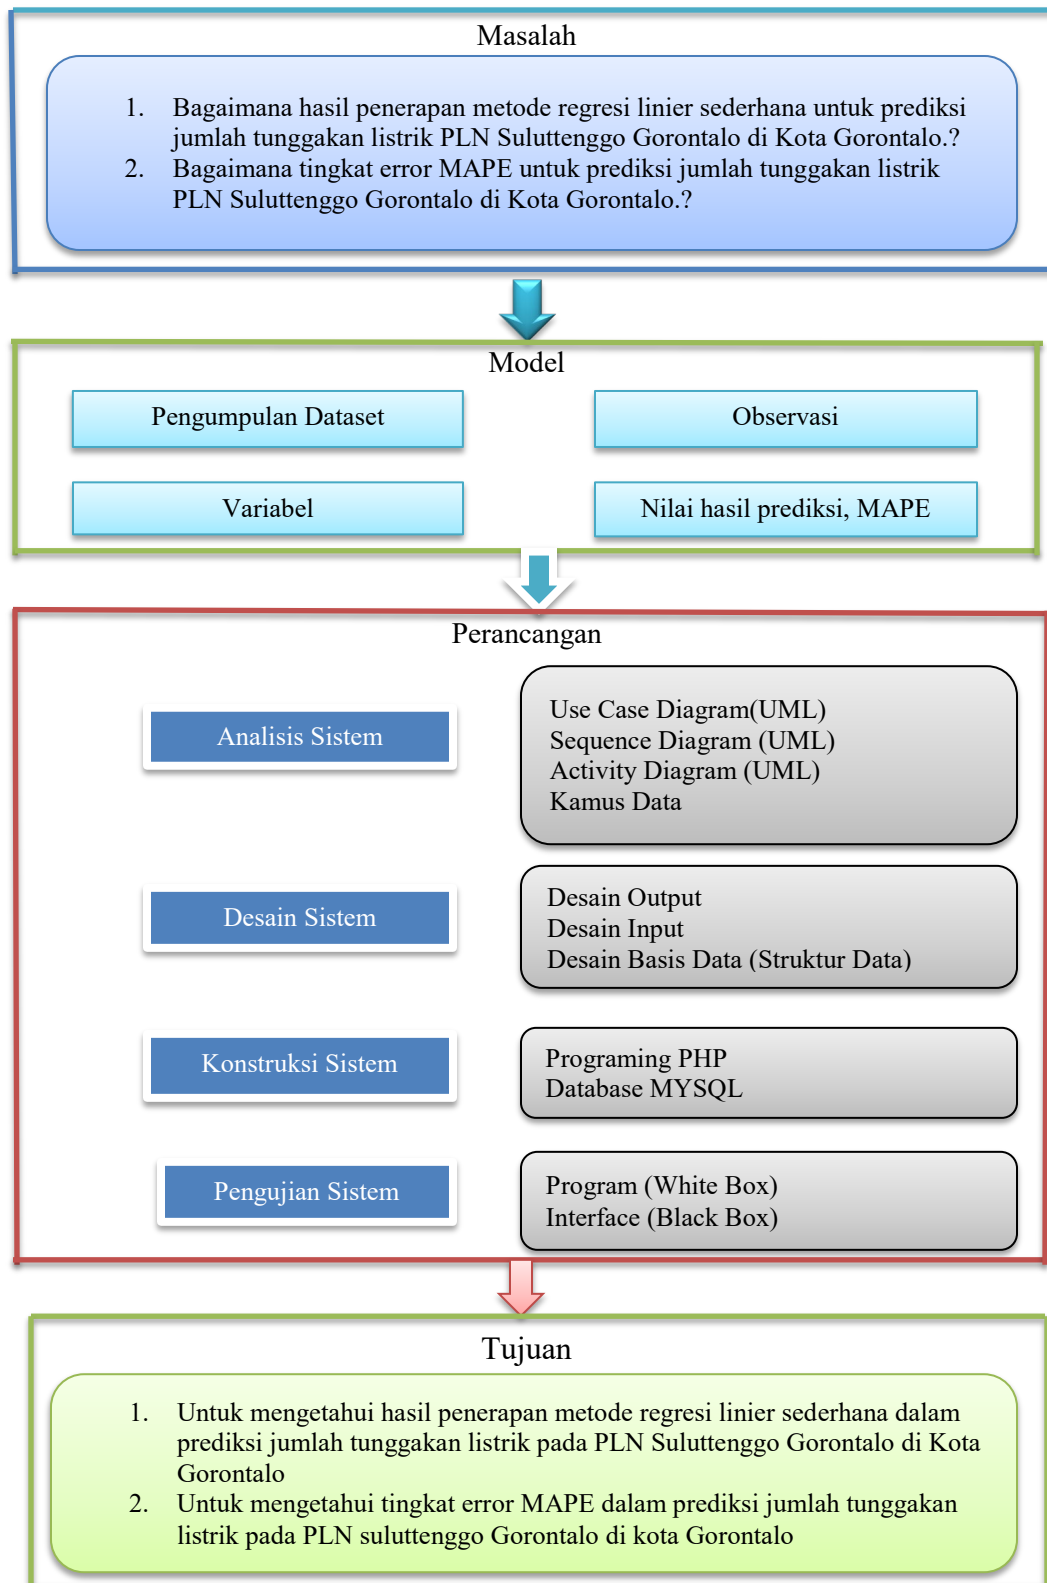 Masalah
1. Bagaimana hasil penerapan metode regresi linier sederhana untuk prediksi
jumlah tunggakan listrik PLN Suluttenggo Gorontalo di Kota Gorontalo.?
2. Bagaimana tingkat error MAPE untuk prediksi jumlah tunggakan listrik
PLN Suluttenggo Gorontalo di Kota Gorontalo.?
Model
Pengumpulan Dataset
Observasi
Variabel
Nilai hasil prediksi, MAPE
Perancangan
Analisis Sistem
Use Case Diagram(UML)
Sequence Diagram (UML)
Activity Diagram (UML)
Kamus Data
Desain Sistem
Desain Output
Desain Input
Desain Basis Data (Struktur Data)
Konstruksi Sistem
Programing PHP
Database MYSQL
Pengujian Sistem
Program (White Box)
Interface (Black Box)
Tujuan
1. Untuk mengetahui hasil penerapan metode regresi linier sederhana dalam
prediksi jumlah tunggakan listrik pada PLN Suluttenggo Gorontalo di Kota
Gorontalo
2. Untuk mengetahui tingkat error MAPE dalam prediksi jumlah tunggakan
listrik pada PLN suluttenggo Gorontalo di kota Gorontalo